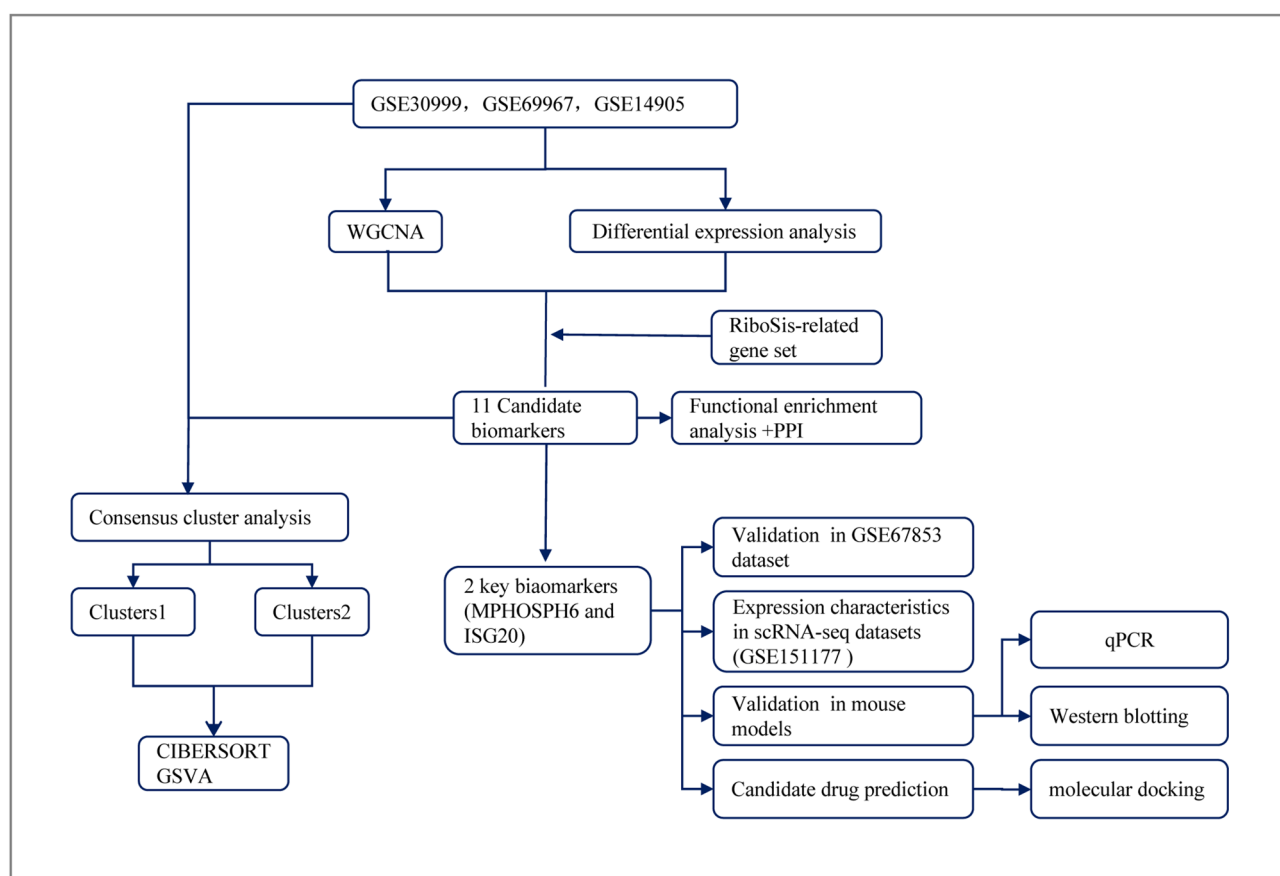 GSE30999，GSE69967，GSE14905
WGCNA
Differential expression analysis
RiboSis-related
gene set
11 Candidate
biomarkers
Functional enrichment
analysis +PPI
Consensus cluster analysis
Clusters1
Clusters2
CIBERSORT
GSVA
2 key biaomarkers
(MPHOSPH6 and
ISG20)
Validation in GSE67853
dataset
Expression characteristics
in scRNA-seq datasets
(GSE151177 )
Validation in mouse
models
Candidate drug prediction
qPCR
Western blotting
molecular docking